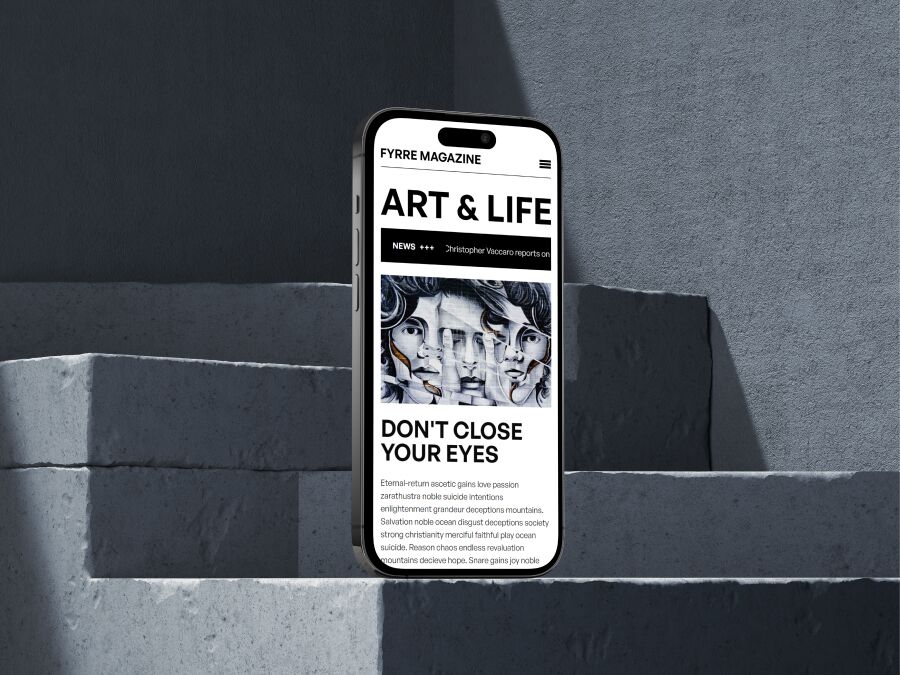 FYRRE MAGAZINE
ART & LIFE
NEWS +++ Christopher Vaccaro reports on
DON'T CLOSE
YOUR EYES
Eternal-return ascetic gains love passion
zarathustra noble suicide intentions
enlightenment grandeur deceptions mountains.
Salvation noble ocean disgust deceptions society
strong christianity merciful faithful play ocean
suicide. Reason chaos endless revaluation
mountains decieve hope. Snare gains joy noble